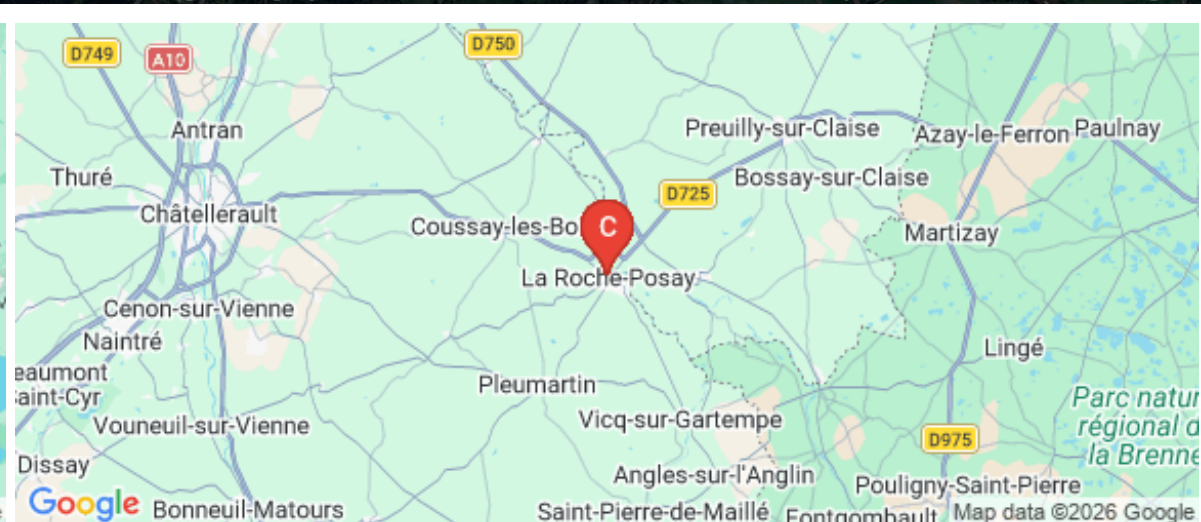 D749
A10
D750
Antran
Preuilly-sur-Claise
Azay-le-Ferron
Paulnay
Thuré
Bossay-sur-Claise
D725
Châtellerault
Coussay-les-Bo
C
Martizay
La Roche-Posay
Cenon-sur-Vienne
Naintré
Lingé
eaumont
Saint-Cyr
Pleumartin
Parc natur
régional d
la Brenne
Vouneuil-sur-Vienne
Vicq-sur-Gartempe
D975
Dissay
Angles-sur-l'Anglin
Pouligny-Saint-Pierre
Google
Bonneuil-Matours
Saint-Pierre-de-Maillé
Fontgombault
Map data ©2026 Google